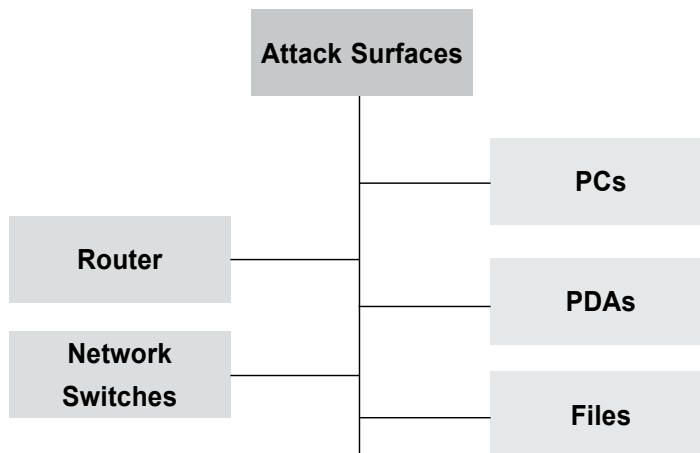 Attack Surfaces
PCs
Router
PDAs
Network
Switches
Files